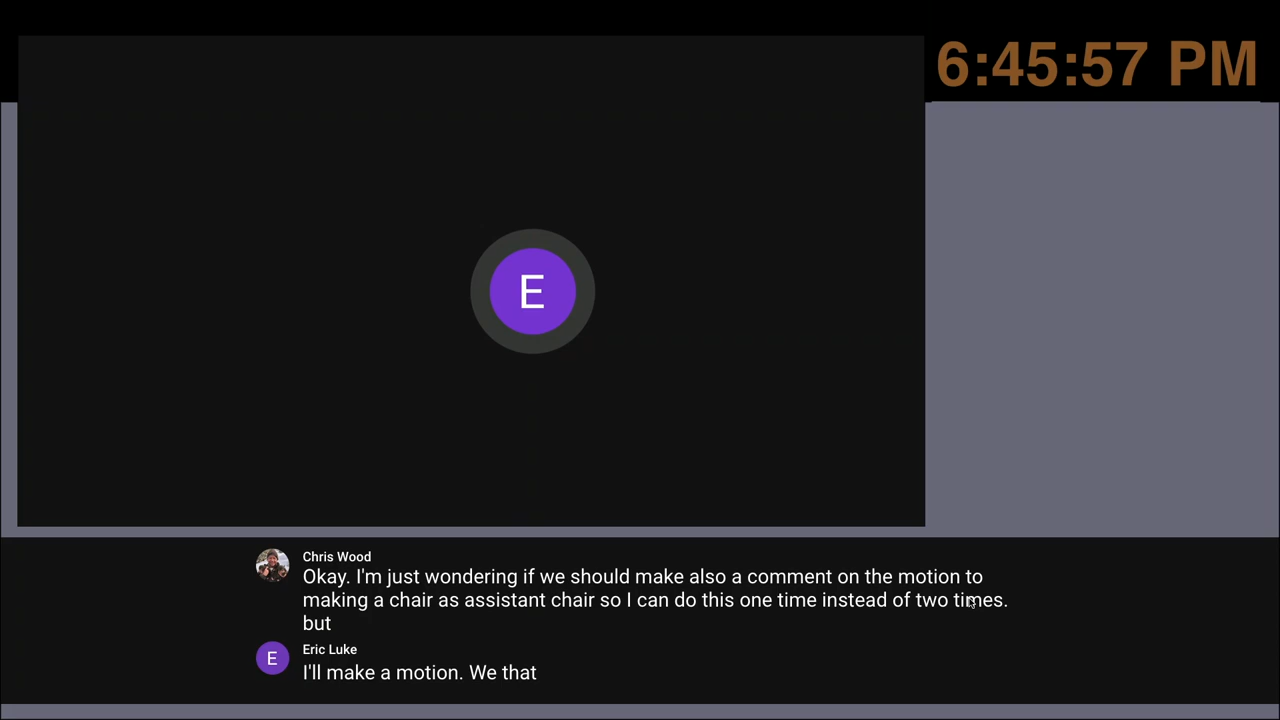 6:45:57 PM
E
Chris Wood
Okay. I'm just wondering if we should make also a comment on the motion to
making a chair as assistant chair so I can do this one time instead of two times.
but
Eric Luke
E
I'll make a motion. We that